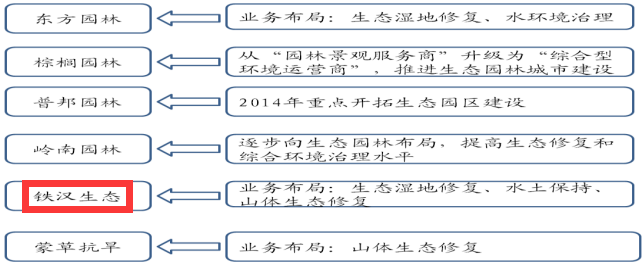 东方园林
业务布局：生态湿地修复、水环境治理
棕榈园林
从“园林景观服务商”升级为“综合型
环境运营商”，推进生态园林城市建设
普邦园林
2014年重点开拓生态园区建设
岭南园林
逐步向生态园林布局，提高生态修复和
综合环境治理水平
铁汉生态
业务布局：生态湿地修复、水土保持、
山体生态修复
蒙草抗旱
业务布局：山体生态修复